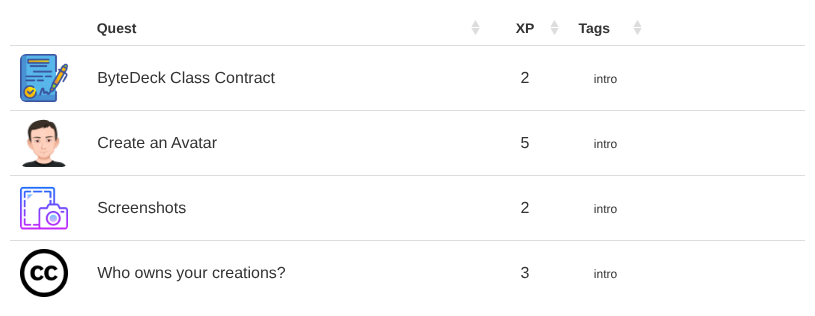 Quest XP Tags
ByteDeck Class Contract 2 intro
Create an Avatar 5 intro
Screenshots 2 intro
cc Who owns your creations? 3 intro